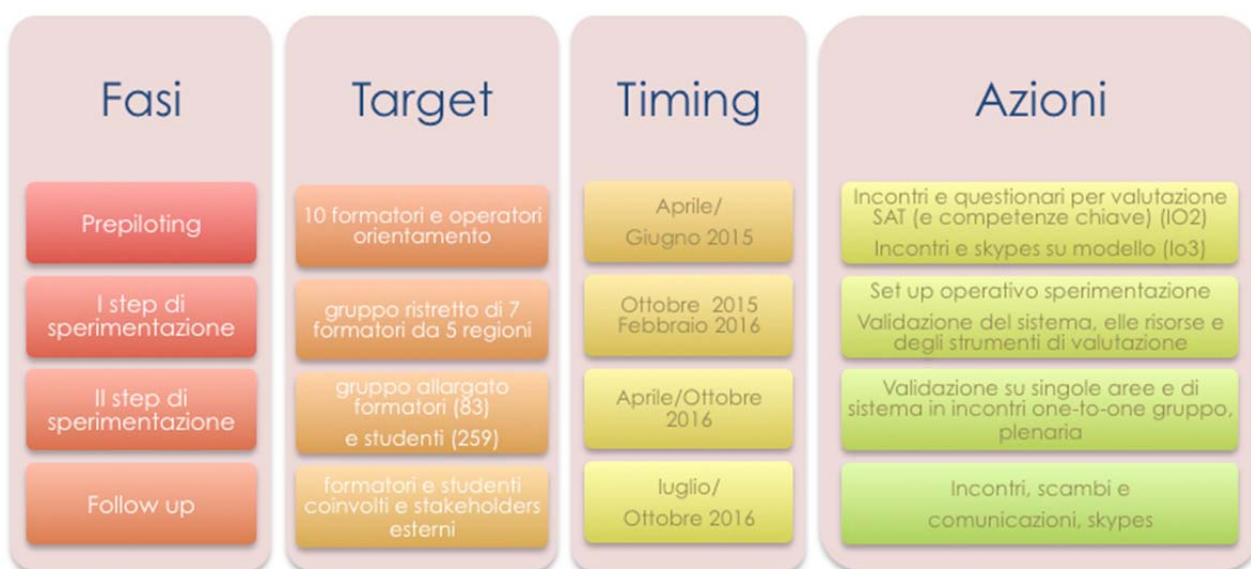 Fasi
Target
Timing
Azioni
Prepiloting
10 formatori e operatori
orientamento
Aprile/
Giugno 2015
Incontri e questionari per valutazione
SAT (e competenze chiave) (IO2)
Incontri e skypes su modello (Io3)
I step di
sperimentazione
gruppo ristretto di 7
formatori da 5 regioni
Ottobre 2015
Febbraio 2016
Set up operativo sperimentazione
Validazione del sistema, elle risorse e
degli strumenti di valutazione
II step di
sperimentazione
gruppo allargato
formatori (83)
e studenti (259)
Aprile/Ottobre
2016
Validazione su singole aree e di
sistema in incontri one-to-one gruppo,
plenaria
Follow up
formatori e studenti
coinvolti e stakeholders
esterni
luglio/
Ottobre 2016
Incontri, scambi e
comunicazioni, skypes